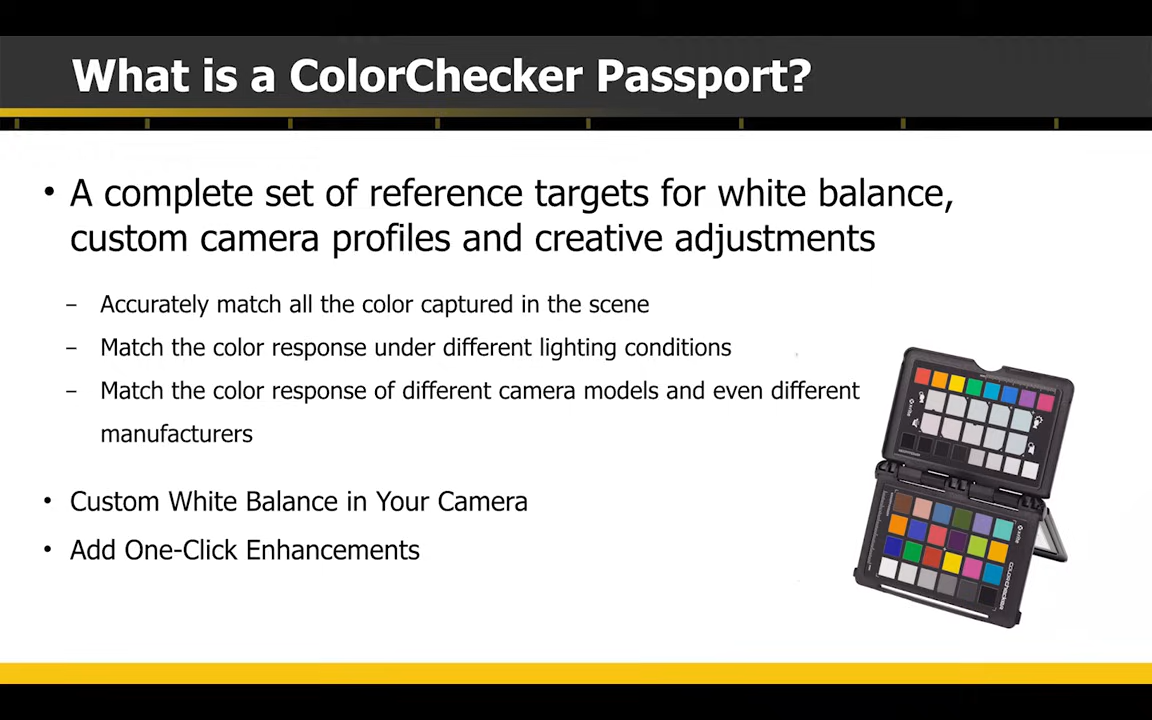 What is a ColorChecker Passport?
• A complete set of reference targets for white balance,
custom camera profiles and creative adjustments
– Accurately match all the color captured in the scene
– Match the color response under different lighting conditions
– Match the color response of different camera models and even different
manufacturers
• Custom White Balance in Your Camera
• Add One-Click Enhancements
colorchecker